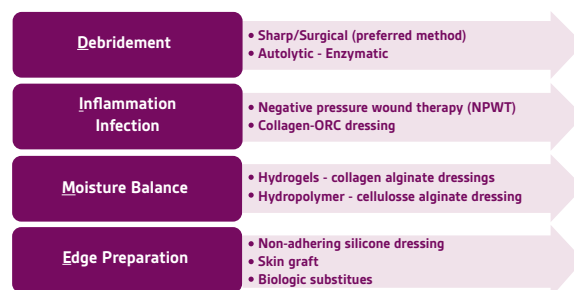 Debridement
• Sharp/Surgical (preferred method)
• Autolytic - Enzymatic
Inflammation
Infection
• Negative pressure wound therapy (NPWT)
• Collagen-ORC dressing
Moisture Balance
• Hydrogels - collagen alginate dressings
• Hydropolymer - cellulosse alginate dressing
Edge Preparation
• Non-adhering silicone dressing
• Skin graft
• Biologic substitues